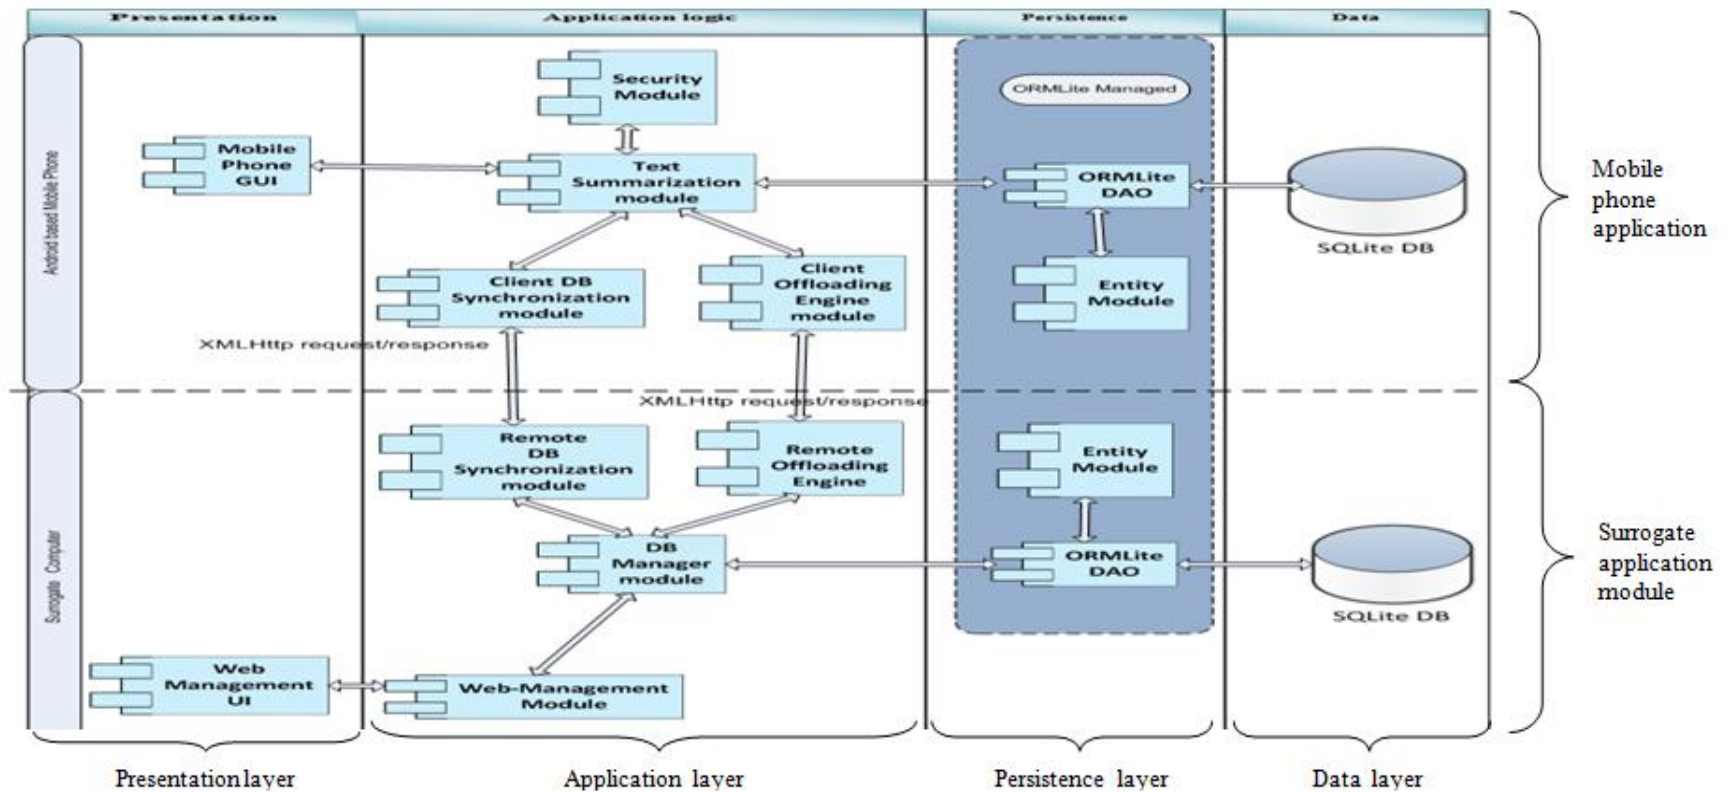 Presentation
Application logic
Persistence
Data
Android based Mobile Phone
Security
Module
ORMLite Managed
Mobile
Phone
GUI
Text
Summarization
module
ORMLite
DAO
SQLite DB
Client DB
Synchronization
module
Client
Offloading
Engine
module
Entity
Module
Mobile
phone
application
XMLHttp request/response
XMLHttp request/response
Surrogate Computer
Remote
DB
Synchronization
module
Remote
Offloading
Engine
Entity
Module
DB
Manager
module
ORMLite
DAO
SQLite DB
Surrogate
application
module
Web
Management
UI
Web-Management
Module
Presentation layer
Application layer
Persistence layer
Data layer